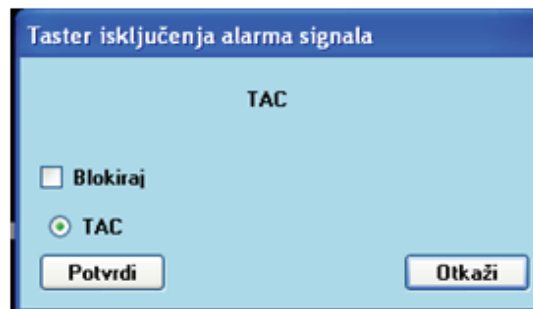 Taster isključenja alarma signala
TAC
Blokiraj
TAC
Potvrdi Otkaži